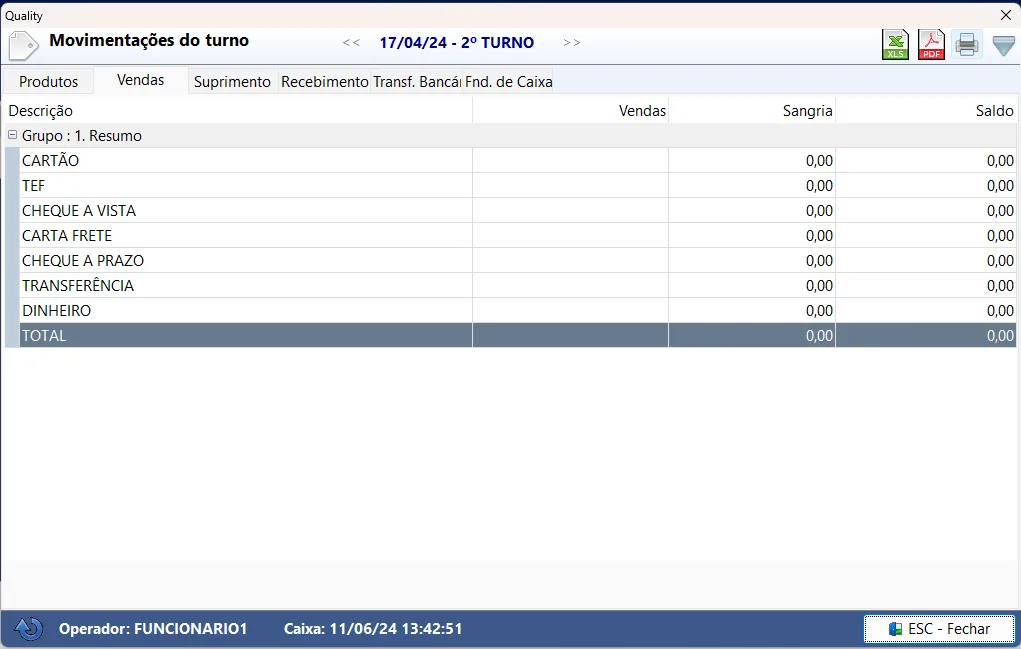 Quality
Movimentações do turno << 17/04/24 - 2º TURNO >> XLS PDF
Produtos Vendas Suprimento Recebimento Transf. Bancár Fnd. de Caixa
Descrição Vendas Sangria Saldo
Grupo : 1. Resumo
CARTÃO 0,00 0,00
TEF 0,00 0,00
CHEQUE A VISTA 0,00 0,00
CARTA FRETE 0,00 0,00
CHEQUE A PRAZO 0,00 0,00
TRANSFERÊNCIA 0,00 0,00
DINHEIRO 0,00 0,00
TOTAL 0,00 0,00
Operador: FUNCIONARIO1 Caixa: 11/06/24 13:42:51 ESC - Fechar